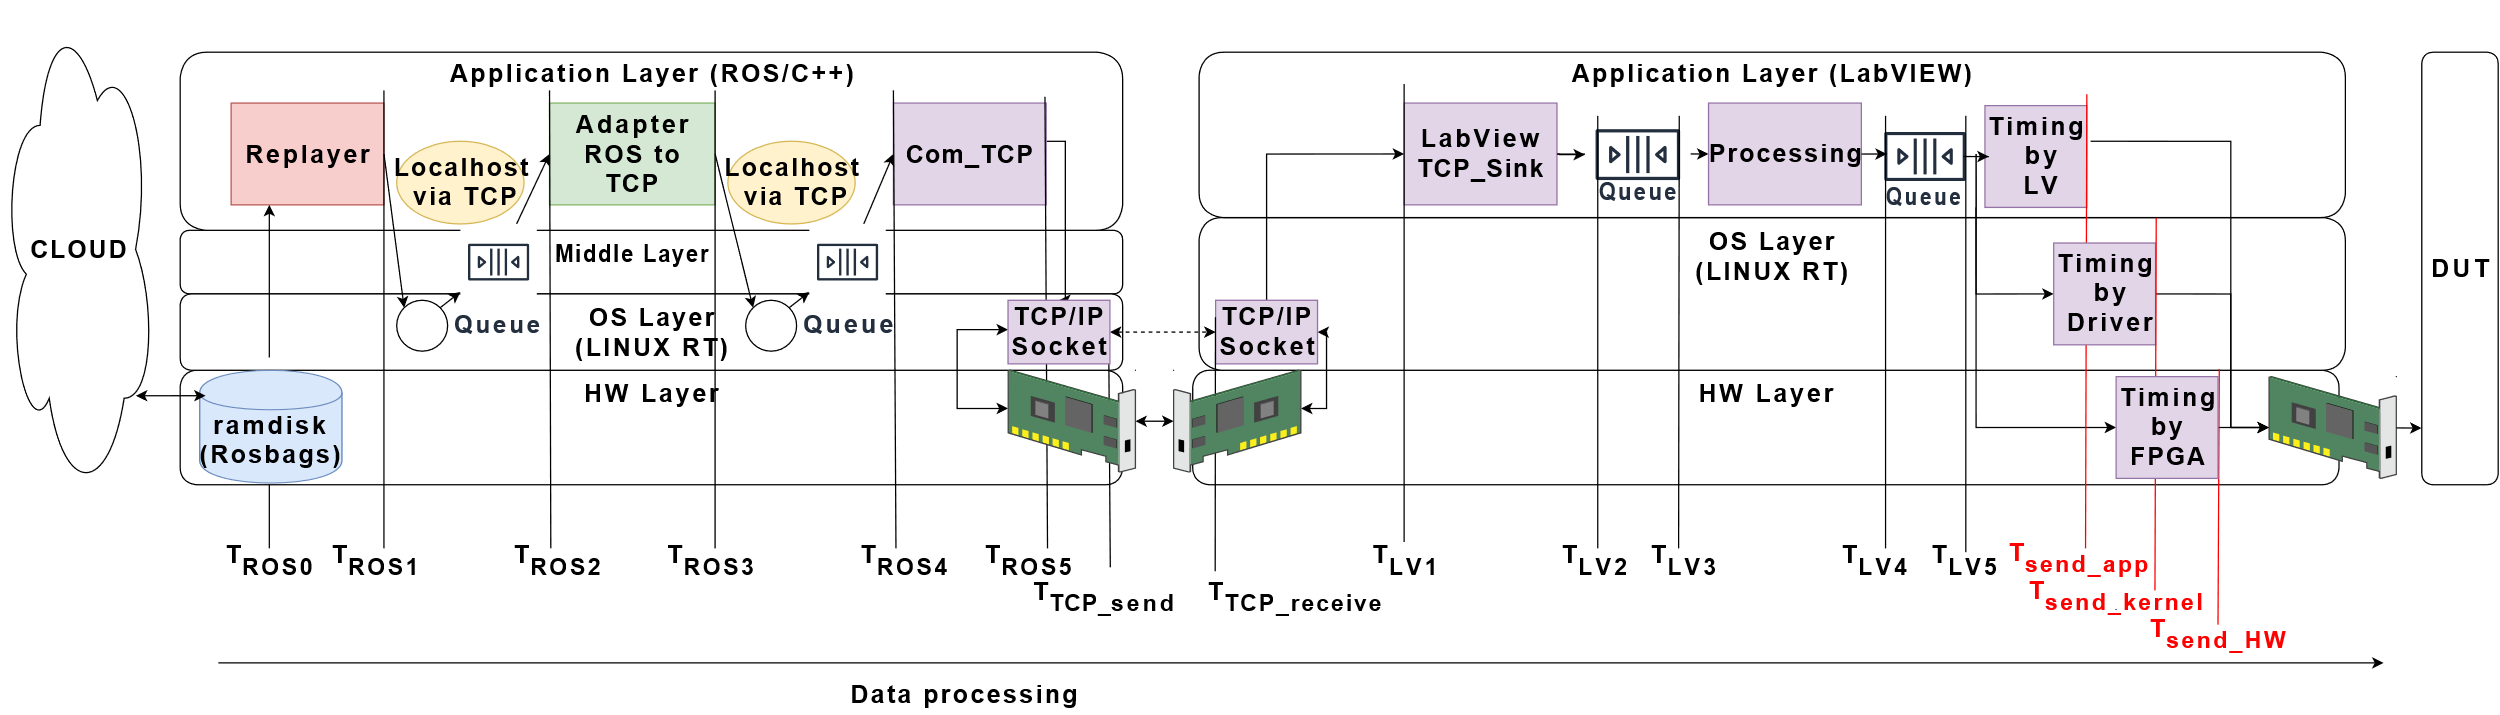 CLOUD
Application Layer (ROS/C++)
Replayer
Localhost
via TCP
Adapter
ROS to
TCP
Localhost
via TCP
Com_TCP
Middle Layer
Queue
OS Layer
(LINUX RT)
Queue
TCP/IP
Socket
HW Layer
ramdisk
(Rosbags)
Application Layer (LabVIEW)
LabView
TCP_Sink
Queue
Processing
Queue
Timing
by
LV
OS Layer
(LINUX RT)
Timing
by
Driver
TCP/IP
Socket
HW Layer
Timing
by
FPGA
DUT
TROS0
TROS1
TROS2
TROS3
TROS4
TROS5
TTCP_send
TTCP_receive
TLV1
TLV2
TLV3
TLV4
TLV5
Tsend_app
Tsend_kernel
Tsend_HW
Data processing